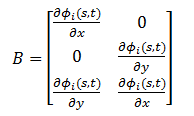 B = [ ∂ϕᵢ(s,t)/∂x 0
0 ∂ϕᵢ(s,t)/∂y
∂ϕᵢ(s,t)/∂y ∂ϕᵢ(s,t)/∂x ]